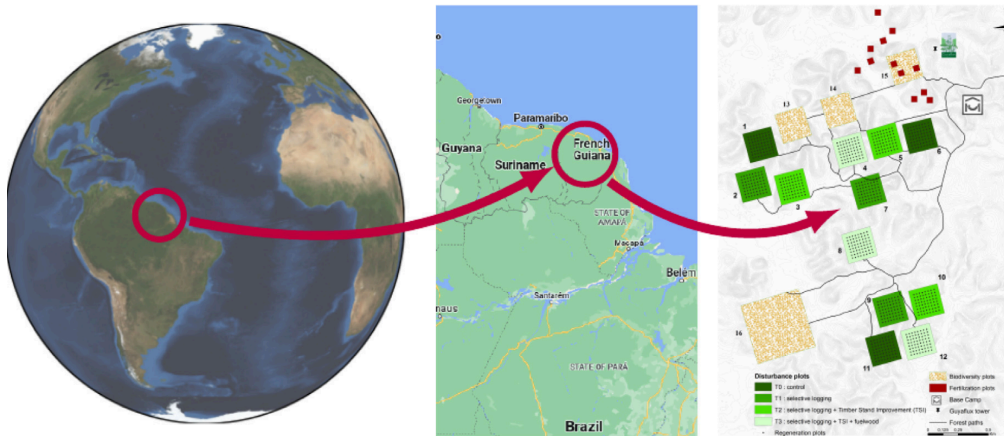 Georgetown
Paramaribo
Guyana
Suriname
French
Guiana
STATE OF
AMAPÁ
Macapá
Belém
naus
Santarém
STATE OF PARÁ
Brazil
15
14
13
1
2
3
4
5
6
7
8
9
10
11
12
16
Disturbance plots
T0 : control
T1 : selective logging
T2 : selective logging + Timber Stand Improvement (TSI)
T3 : selective logging + TSI + fuelwood
Regeneration plots
Biodiversity plots
Fertilization plots
Base Camp
Guyaflux tower
Forest paths